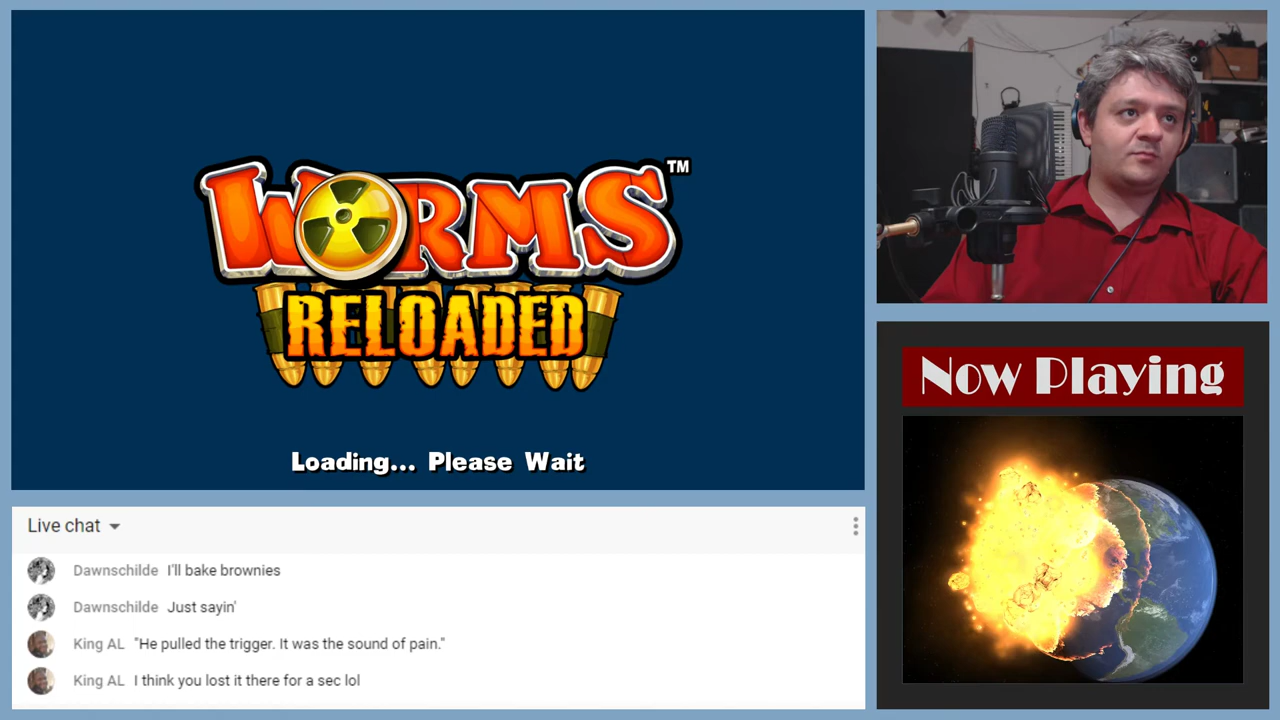 WORMS™
RELOADED
Loading... Please Wait
Now Playing
Live chat
Dawnschilde I'll bake brownies
Dawnschilde Just sayin'
King AL "He pulled the trigger. It was the sound of pain."
King AL I think you lost it there for a sec lol